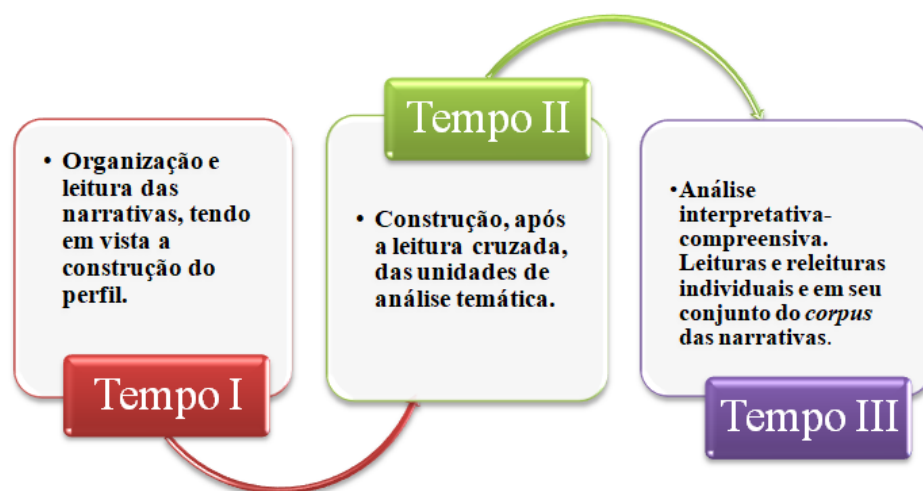 • Organização e
leitura das
narrativas, tendo
em vista a
construção do
perfil.
Tempo I
Tempo II
• Construção, após
a leitura cruzada,
das unidades de
análise temática.
•Análise
interpretativa-
compreensiva.
Leituras e releituras
individuais e em seu
conjunto do corpus
das narrativas.
Tempo III